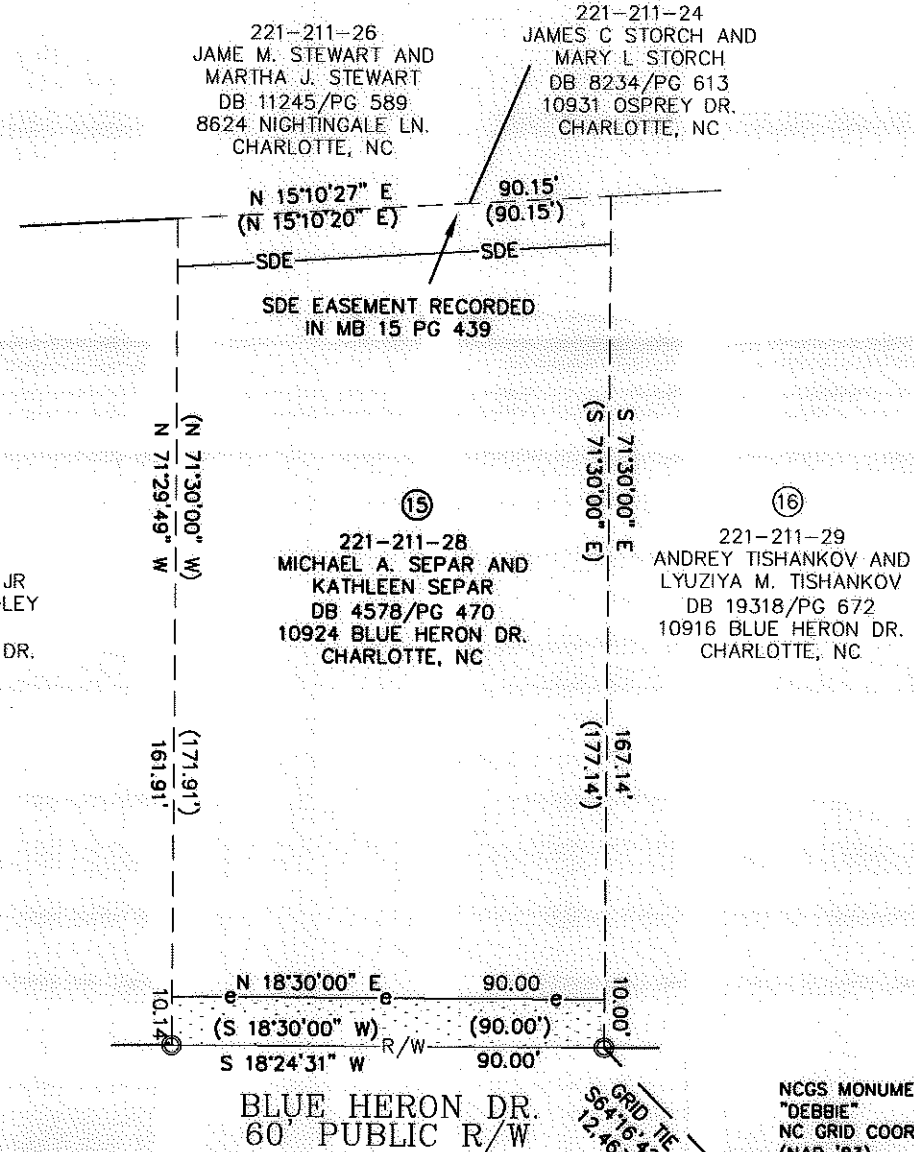 221-211-26
JAME M. STEWART AND
MARTHA J. STEWART
DB 11245/PG 589
8624 NIGHTINGALE LN.
CHARLOTTE, NC
221-211-24
JAMES C STORCH AND
MARY L STORCH
DB 8234/PG 613
10931 OSPREY DR.
CHARLOTTE, NC
N 15°10'27" E 90.15'
(N 15°10'20" E) (90.15')
SDE SDE
SDE EASEMENT RECORDED
IN MB 15 PG 439
(N 71°30'00" W)
N 71°29'49" W
S 71°30'00" E
(S 71°30'00" E)
15
221-211-28
MICHAEL A. SEPAR AND
KATHLEEN SEPAR
DB 4578/PG 470
10924 BLUE HERON DR.
CHARLOTTE, NC
16
221-211-29
ANDREY TISHANKOV AND
LYUZIYA M. TISHANKOV
DB 19318/PG 672
10916 BLUE HERON DR.
CHARLOTTE, NC
JR
LEY
DR.
(171.91')
161.91'
167.14'
(177.14')
N 18°30'00" E 90.00
e e e
10.14'
10.00'
(S 18°30'00" W) (90.00')
R/W
S 18°24'31" W 90.00'
BLUE HERON DR.
60' PUBLIC R/W
GRID TIE
S64°16'4
12.46
NCGS MONUME
"DEBBIE"
NC GRID COOR
(NAD '83)